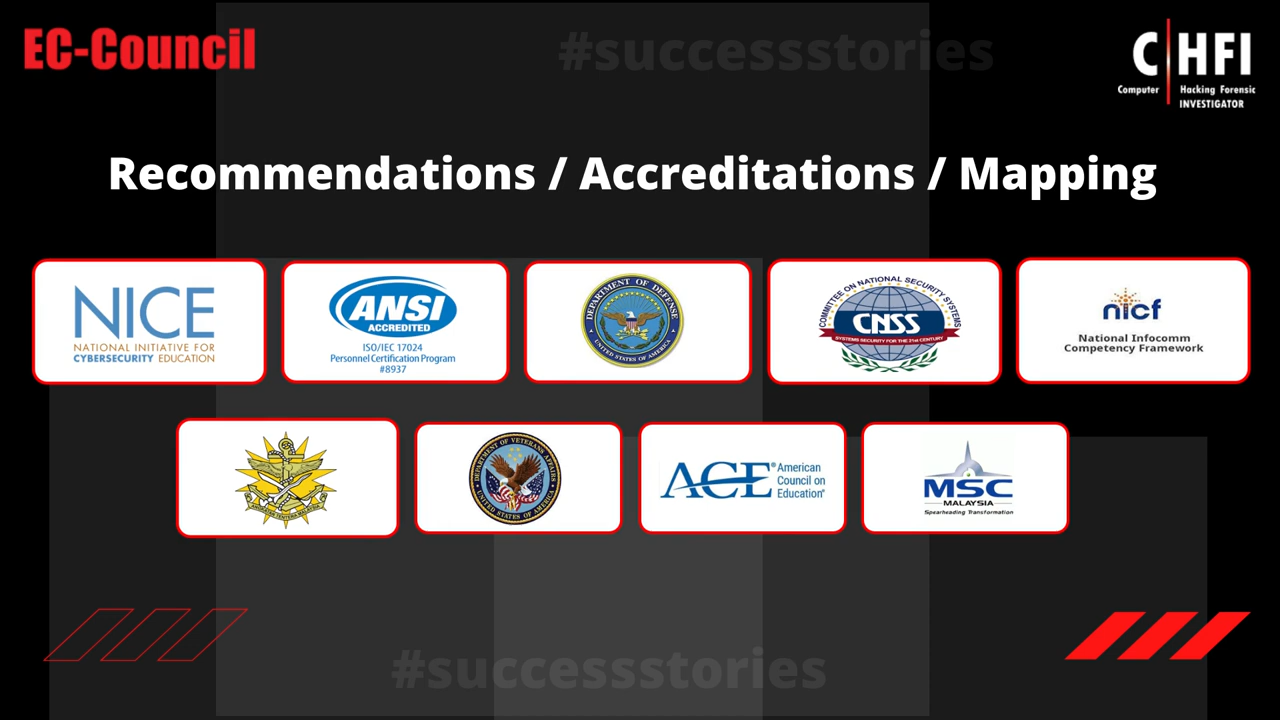 EC-Council
#successstories
C|HFI
Computer Hacking Forensic
INVESTIGATOR
Recommendations / Accreditations / Mapping
NICE
NATIONAL INITIATIVE FOR
CYBERSECURITY EDUCATION
ANSI
ACCREDITED
ISO/IEC 17024
Personnel Certification Program
#8937
DEPARTMENT OF DEFENSE
UNITED STATES OF AMERICA
COMMITTEE ON NATIONAL SECURITY SYSTEMS
CNSS
SYSTEMS SECURITY FOR THE 21st CENTURY
nicf
National Infocomm
Competency Framework
DEPARTMENT OF VETERANS AFFAIRS
UNITED STATES OF AMERICA
ACE®
American
Council on
Education®
MSC
MALAYSIA
Spearheading Transformation
#successstories